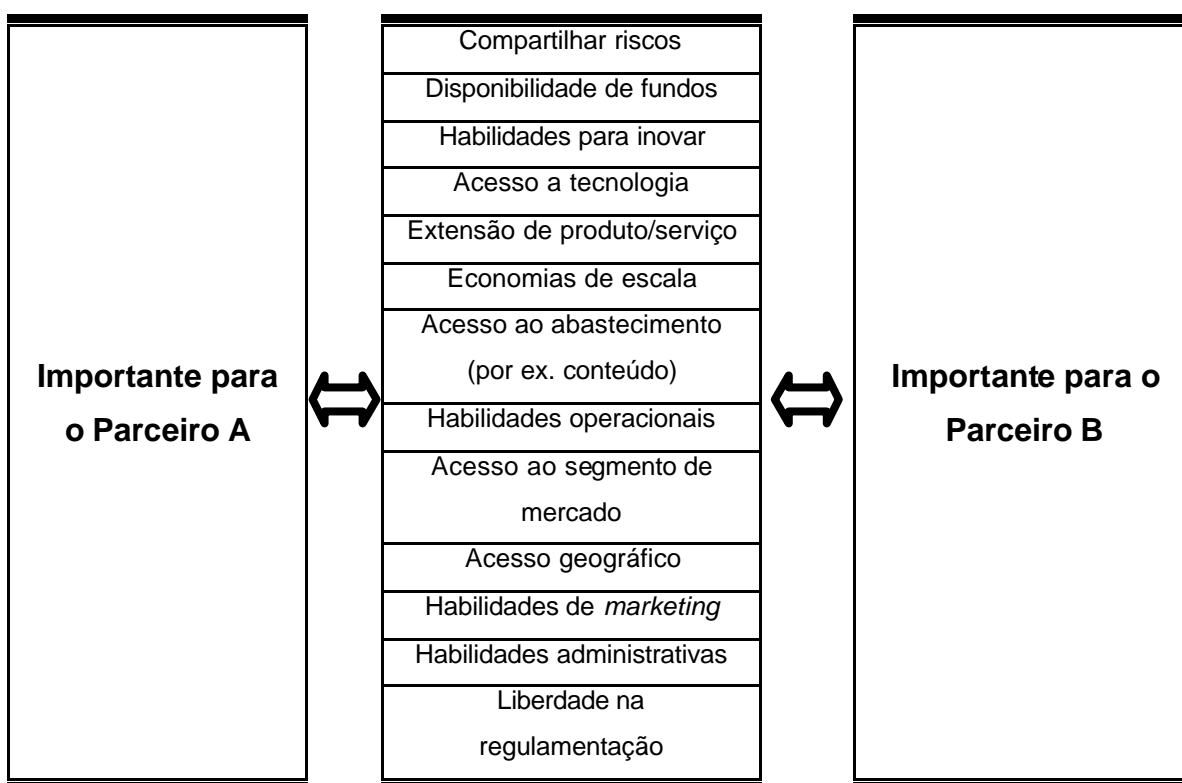 Importante para
o Parceiro A
Compartilhar riscos
Disponibilidade de fundos
Habilidades para inovar
Acesso a tecnologia
Extensão de produto/serviço
Economias de escala
Acesso ao abastecimento
(por ex. conteúdo)
Habilidades operacionais
Acesso ao segmento de
mercado
Acesso geográfico
Habilidades de marketing
Habilidades administrativas
Liberdade na
regulamentação
Importante para o
Parceiro B